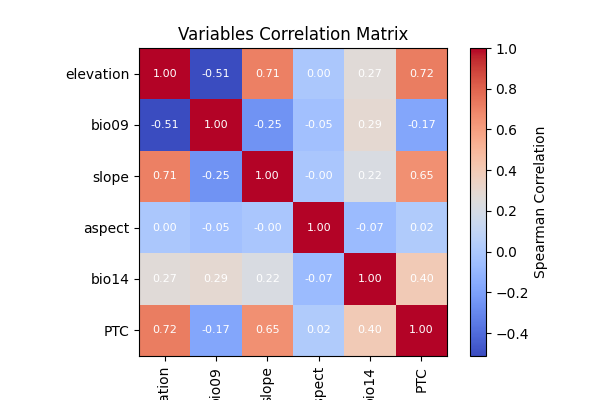 Variables Correlation Matrix
elevation 1.00 -0.51 0.71 0.00 0.27 0.72
bio09 -0.51 1.00 -0.25 -0.05 0.29 -0.17
slope 0.71 -0.25 1.00 -0.00 0.22 0.65
aspect 0.00 -0.05 -0.00 1.00 -0.07 0.02
bio14 0.27 0.29 0.22 -0.07 1.00 0.40
PTC 0.72 -0.17 0.65 0.02 0.40 1.00
ation
io09
slope
spect
io14
PTC
1.0
0.8
0.6
0.4
0.2
0.0
−0.2
−0.4
Spearman Correlation